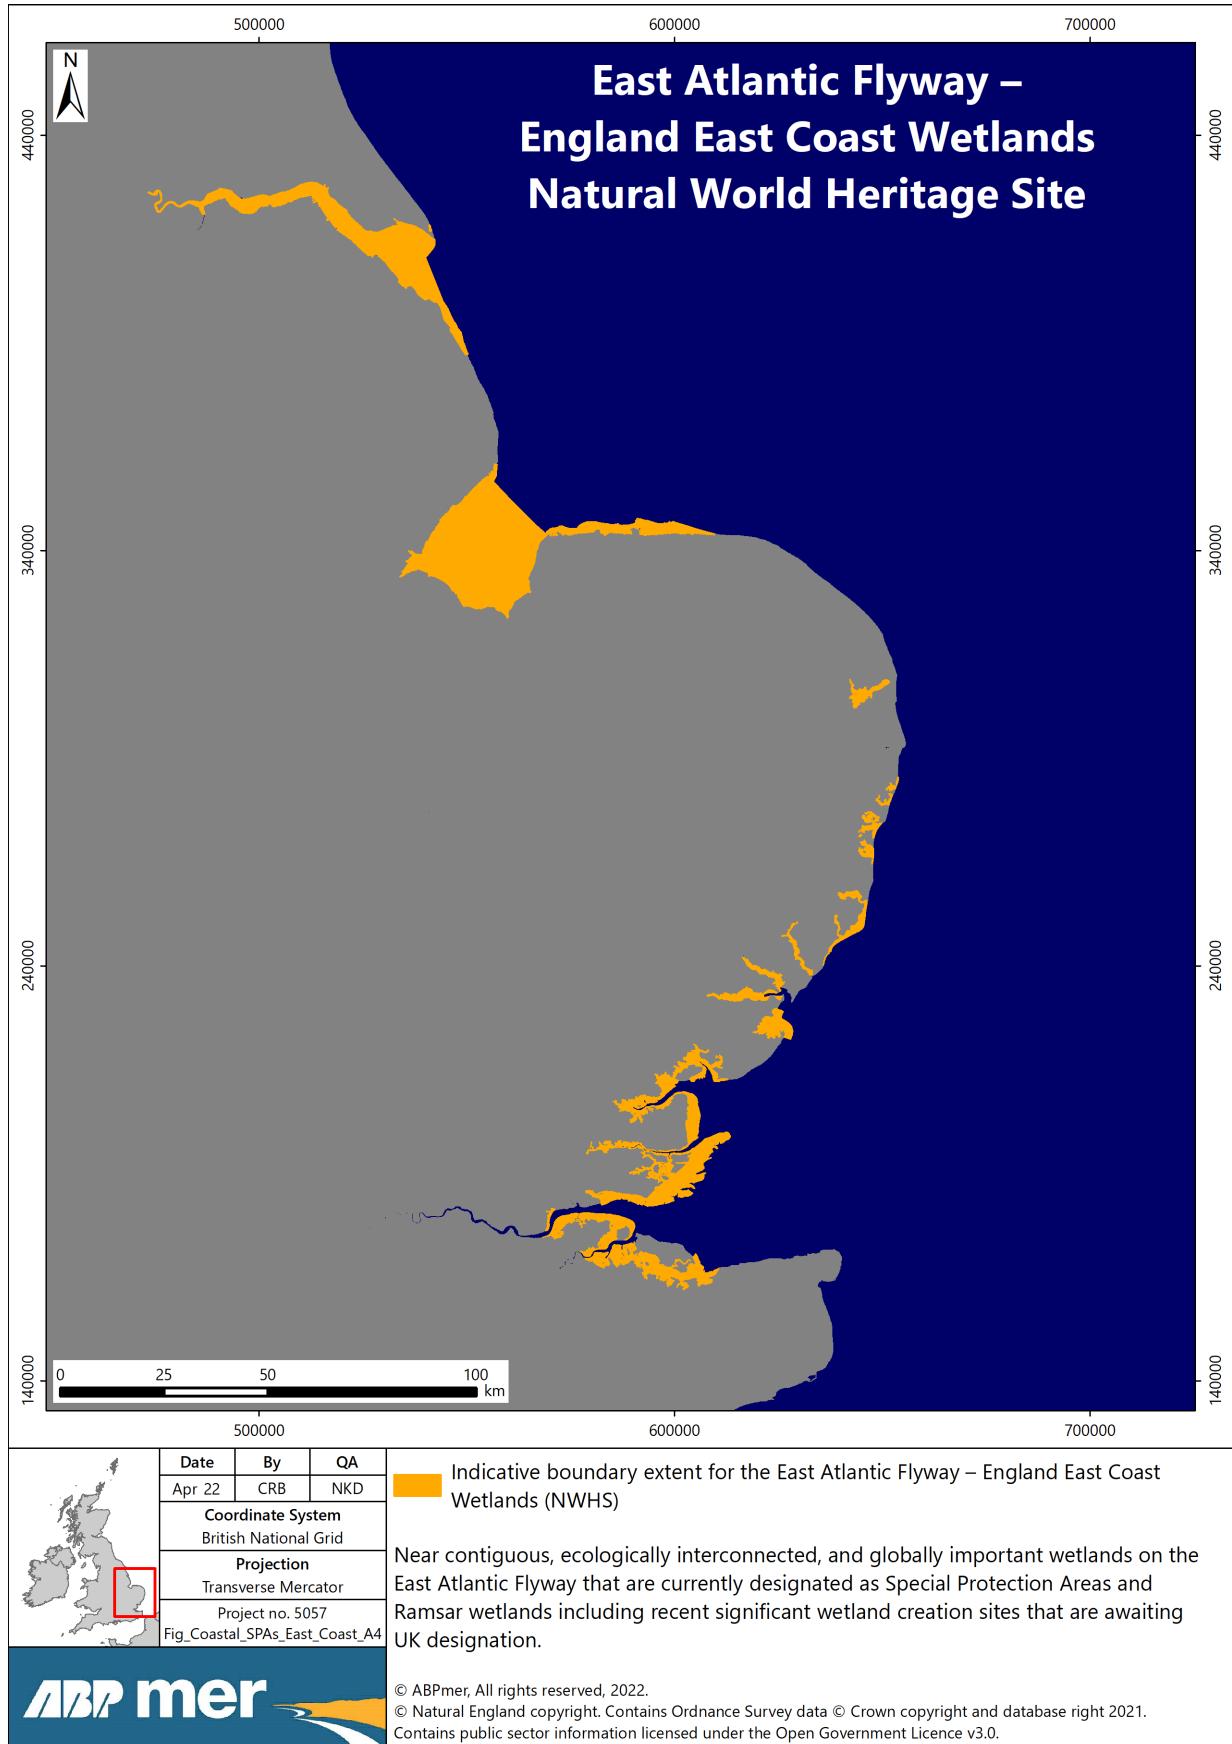 500000
600000
700000
N
East Atlantic Flyway –
England East Coast Wetlands
Natural World Heritage Site
440000
440000
340000
340000
240000
240000
140000
140000
0
25
50
100
km
500000
600000
700000
Date
By
QA
Apr 22
CRB
NKD
Coordinate System
British National Grid
Projection
Transverse Mercator
Project no. 5057
Fig_Coastal_SPAs_East_Coast_A4
ABPmer
Indicative boundary extent for the East Atlantic Flyway – England East Coast
Wetlands (NWHS)
Near contiguous, ecologically interconnected, and globally important wetlands on the
East Atlantic Flyway that are currently designated as Special Protection Areas and
Ramsar wetlands including recent significant wetland creation sites that are awaiting
UK designation.
© ABPmer, All rights reserved, 2022.
© Natural England copyright. Contains Ordnance Survey data © Crown copyright and database right 2021.
Contains public sector information licensed under the Open Government Licence v3.0.